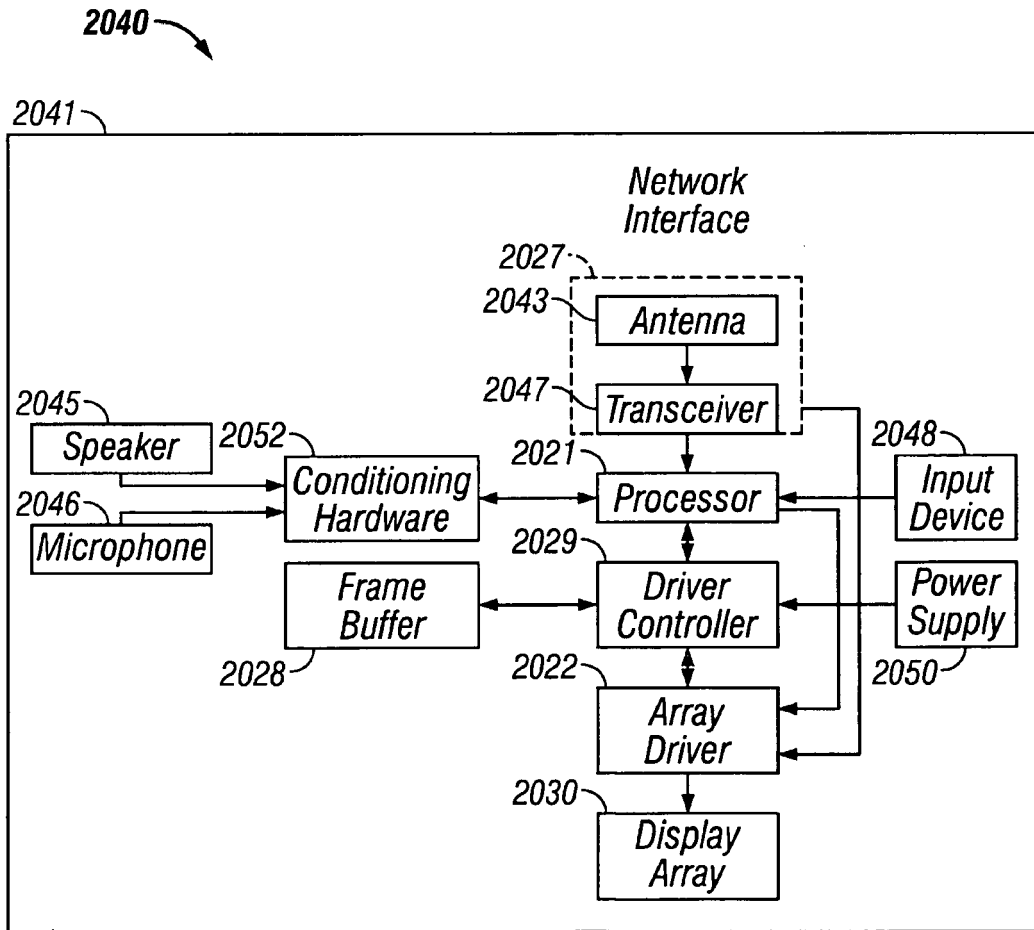 2040
2041
Network
Interface
2027
2043
Antenna
2047
Transceiver
2045
Speaker
2052
Conditioning
Hardware
2046
Microphone
2021
Processor
2048
Input
Device
2029
Driver
Controller
Frame
Buffer
2028
Power
Supply
2050
2022
Array
Driver
2030
Display
Array